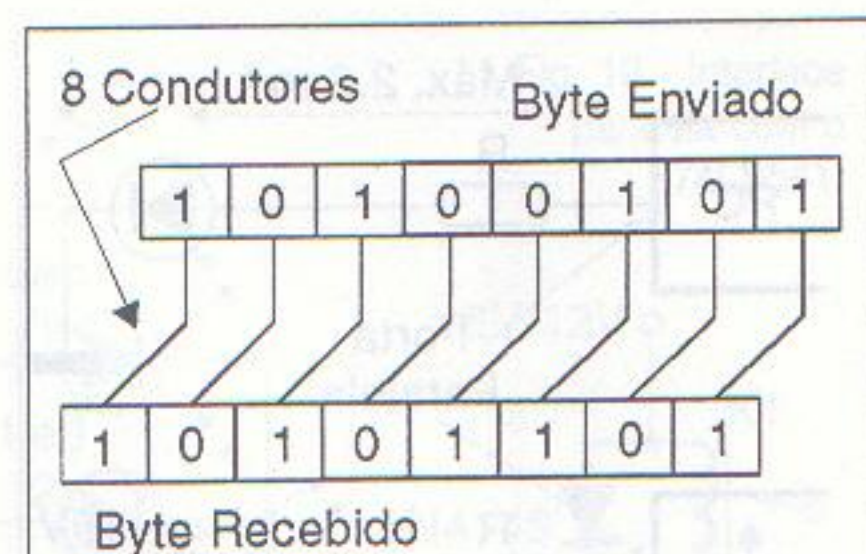 8 Condutores
Byte Enviado
1 0 1 0 0 1 0 1
1 0 1 0 1 1 0 1
Byte Recebido